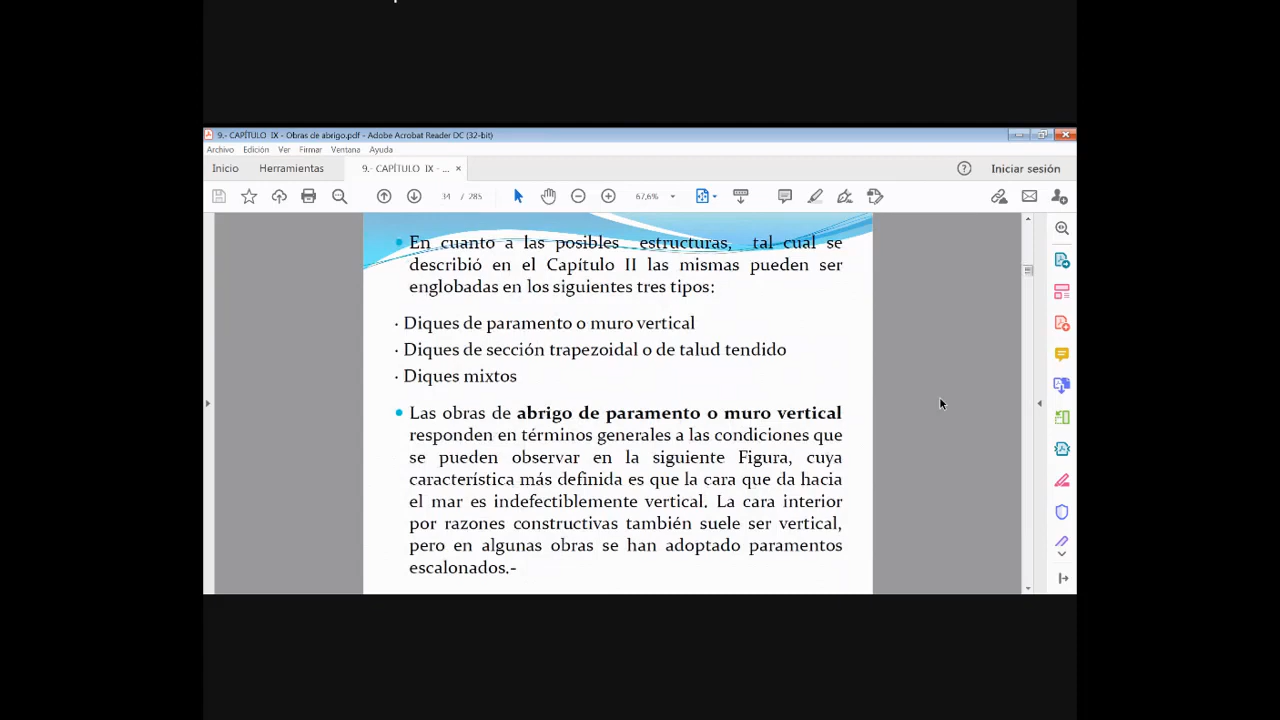 9.- CAPÍTULO IX - Obras de abrigo.pdf - Adobe Acrobat Reader DC (32-bit)
Archivo Edición Ver Firmar Ventana Ayuda
Inicio Herramientas 9.- CAPÍTULO IX - ... × Iniciar sesión
34 / 285 67,6%
• En cuanto a las posibles estructuras, tal cual se
describió en el Capítulo II las mismas pueden ser
englobadas en los siguientes tres tipos:
· Diques de paramento o muro vertical
· Diques de sección trapezoidal o de talud tendido
· Diques mixtos
• Las obras de abrigo de paramento o muro vertical
responden en términos generales a las condiciones que
se pueden observar en la siguiente Figura, cuya
característica más definida es que la cara que da hacia
el mar es indefectiblemente vertical. La cara interior
por razones constructivas también suele ser vertical,
pero en algunas obras se han adoptado paramentos
escalonados.-